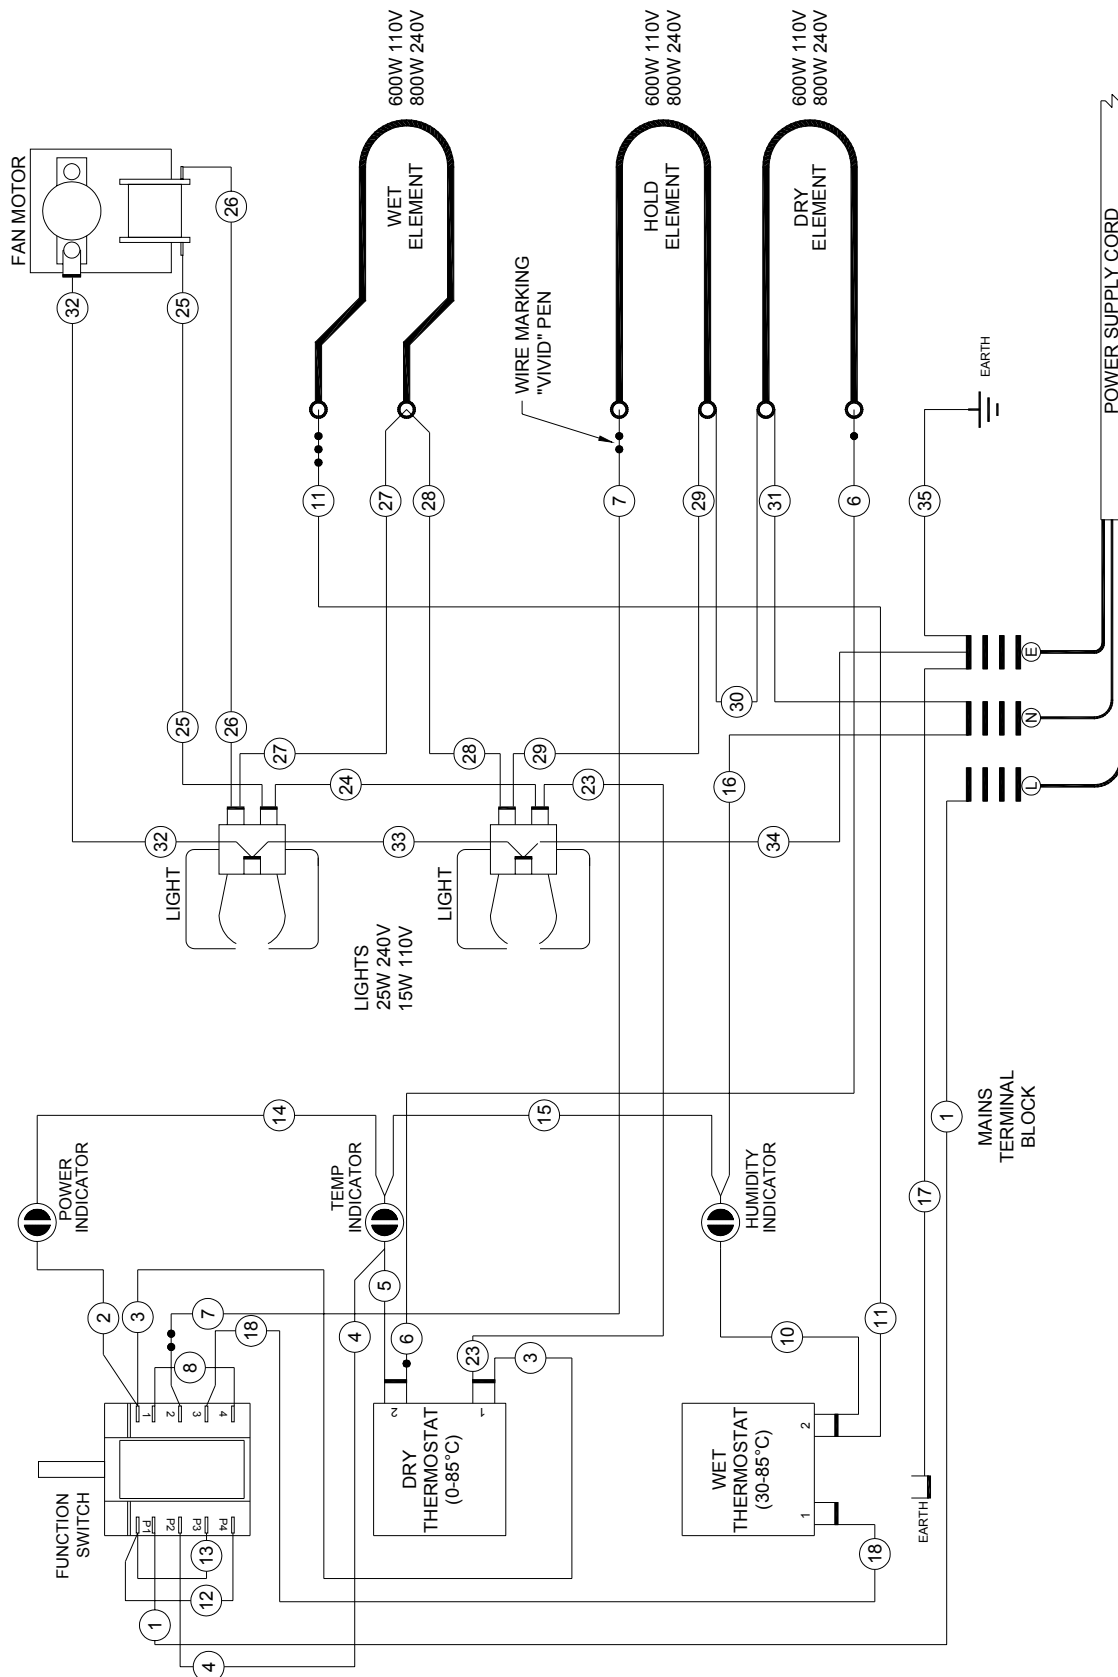 FAN MOTOR
32
25
26
600W 110V
800W 240V
WET
ELEMENT
11
27
28
WIRE MARKING
"VIVID" PEN
600W 110V
800W 240V
HOLD
ELEMENT
7
29
600W 110V
800W 240V
DRY
ELEMENT
31
6
EARTH
35
POWER SUPPLY CORD
25
26
27
24
28
29
23
30
16
32
33
34
E
N
L
LIGHT
LIGHT
LIGHTS
25W 240V
15W 110V
14
15
1
MAINS
TERMINAL
BLOCK
POWER
INDICATOR
TEMP
INDICATOR
HUMIDITY
INDICATOR
17
2
3
7
8
18
5
4
6
23
3
10
11
1
2
3
4
FUNCTION
SWITCH
P1
P2
P3
P4
13
12
1
4
2
1
DRY
THERMOSTAT
(0-85°C)
WET
THERMOSTAT
(30-85°C)
2
1
18
EARTH